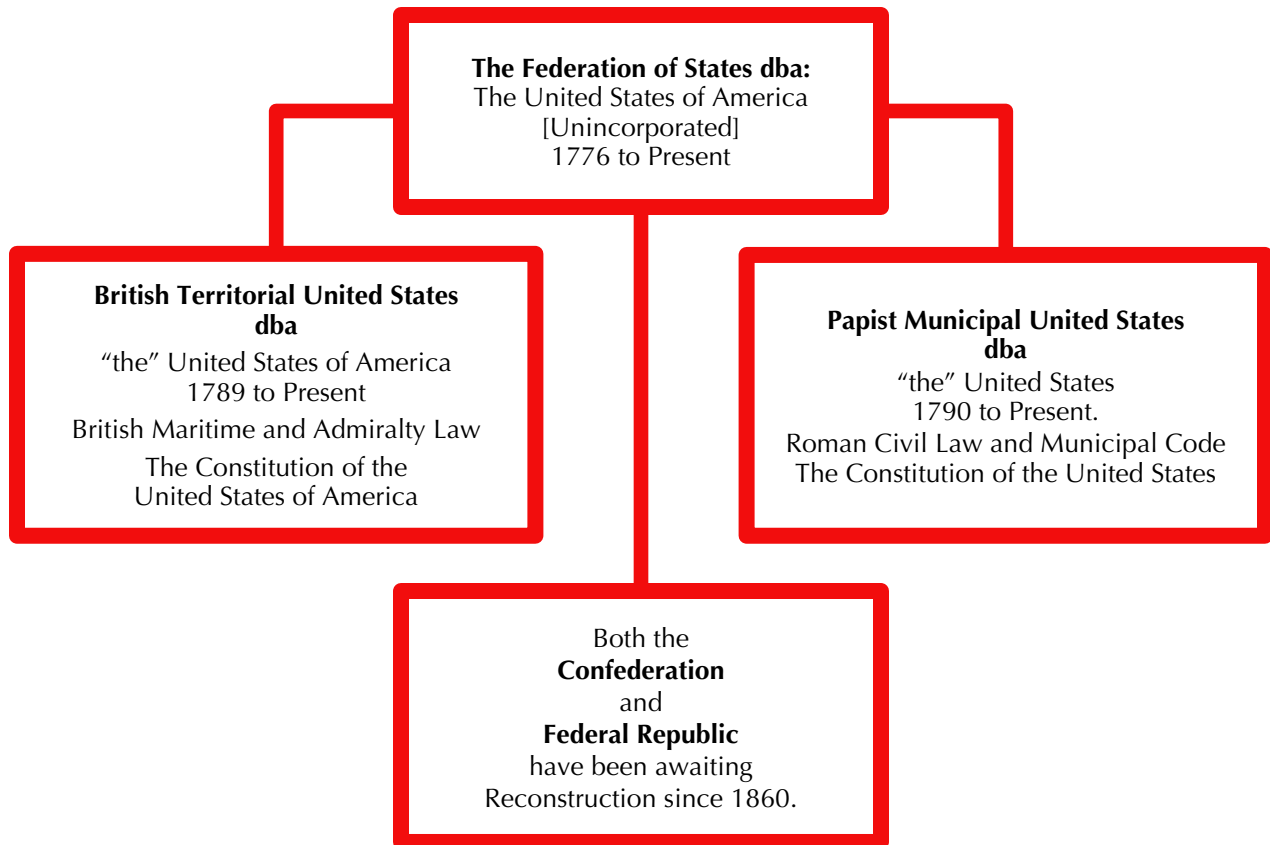 The Federation of States dba:
The United States of America
[Unincorporated]
1776 to Present
British Territorial United States
dba
“the” United States of America
1789 to Present
British Maritime and Admiralty Law
The Constitution of the
United States of America
Papist Municipal United States
dba
“the” United States
1790 to Present.
Roman Civil Law and Municipal Code
The Constitution of the United States
Both the
Confederation
and
Federal Republic
have been awaiting
Reconstruction since 1860.